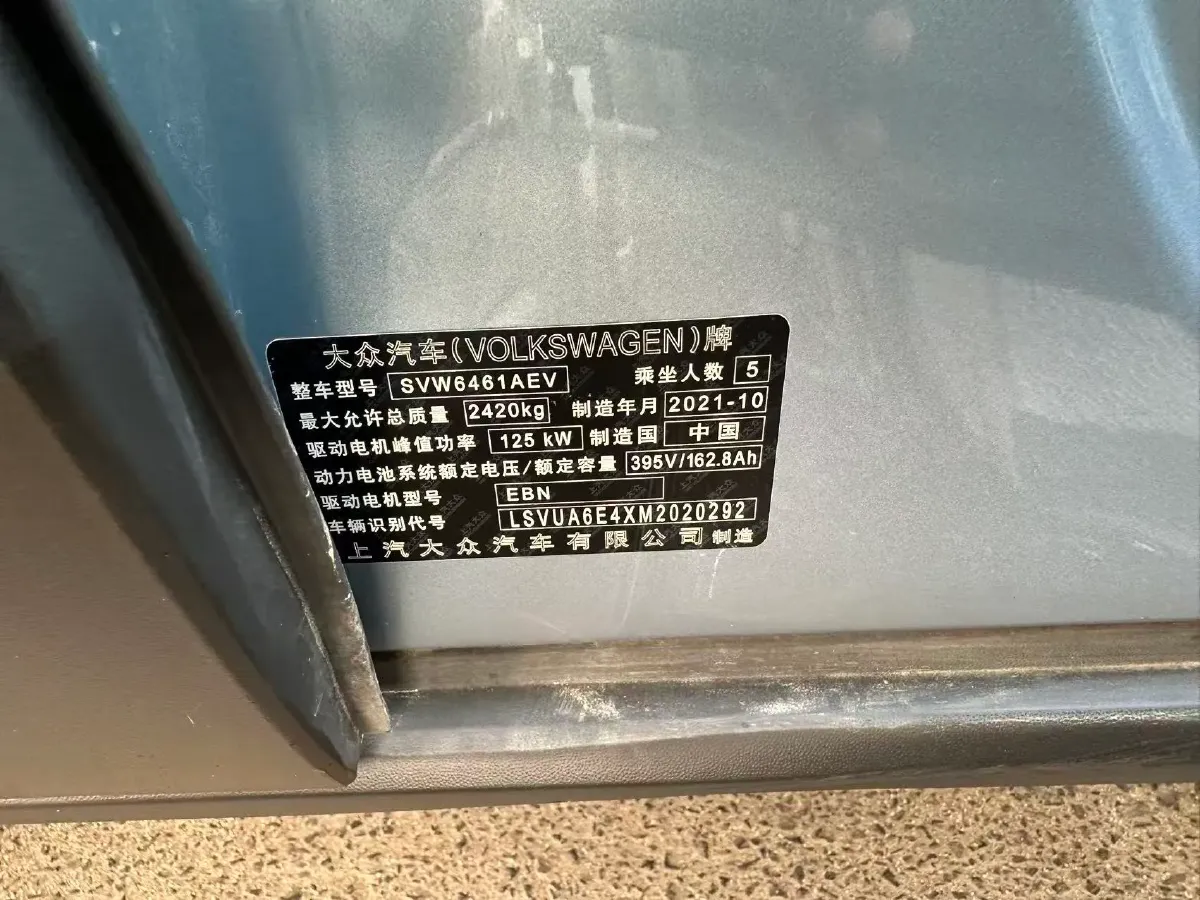 大众汽车(VOLKSWAGEN)牌
整车型号 SVW6461AEV 乘坐人数 5
最大允许总质量 2420kg 制造年月 2021-10
驱动电机峰值功率 125 kW 制造国 中国
动力电池系统额定电压/额定容量 395V/162.8Ah
驱动电机型号 EBN
车辆识别代号 LSVUA6E4XM2020292
上汽大众汽车有限公司 制造